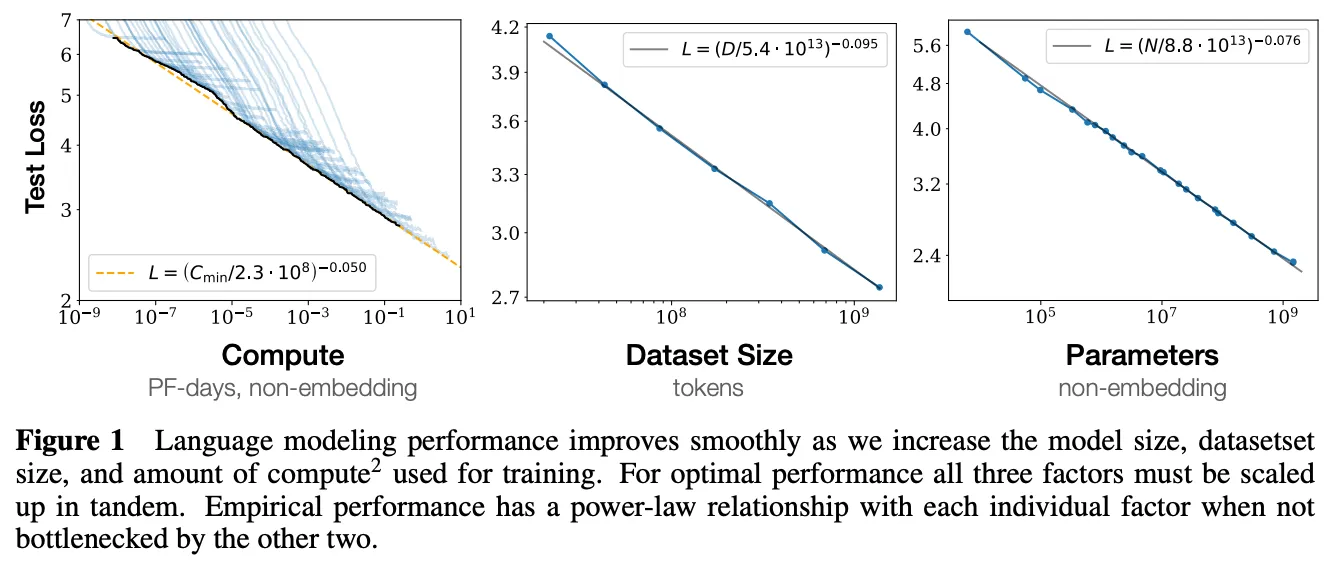 7
6
5
4
3
2
Test Loss
L = (C_min/2.3 · 10^8)^−0.050
10^−9 10^−7 10^−5 10^−3 10^−1 10^1
Compute
PF-days, non-embedding
4.2
3.9
3.6
3.3
3.0
2.7
L = (D/5.4 · 10^13)^−0.095
10^8 10^9
Dataset Size
tokens
5.6
4.8
4.0
3.2
2.4
L = (N/8.8 · 10^13)^−0.076
10^5 10^7 10^9
Parameters
non-embedding
Figure 1 Language modeling performance improves smoothly as we increase the model size, datasetset
size, and amount of compute^2 used for training. For optimal performance all three factors must be scaled
up in tandem. Empirical performance has a power-law relationship with each individual factor when not
bottlenecked by the other two.